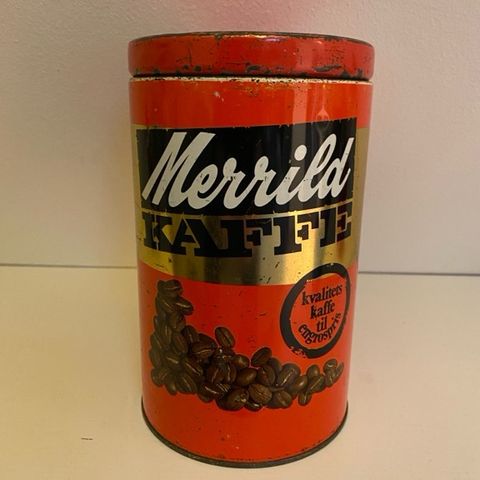 Merrild
KAFFE
kvalitets
kaffe
til
engrospris